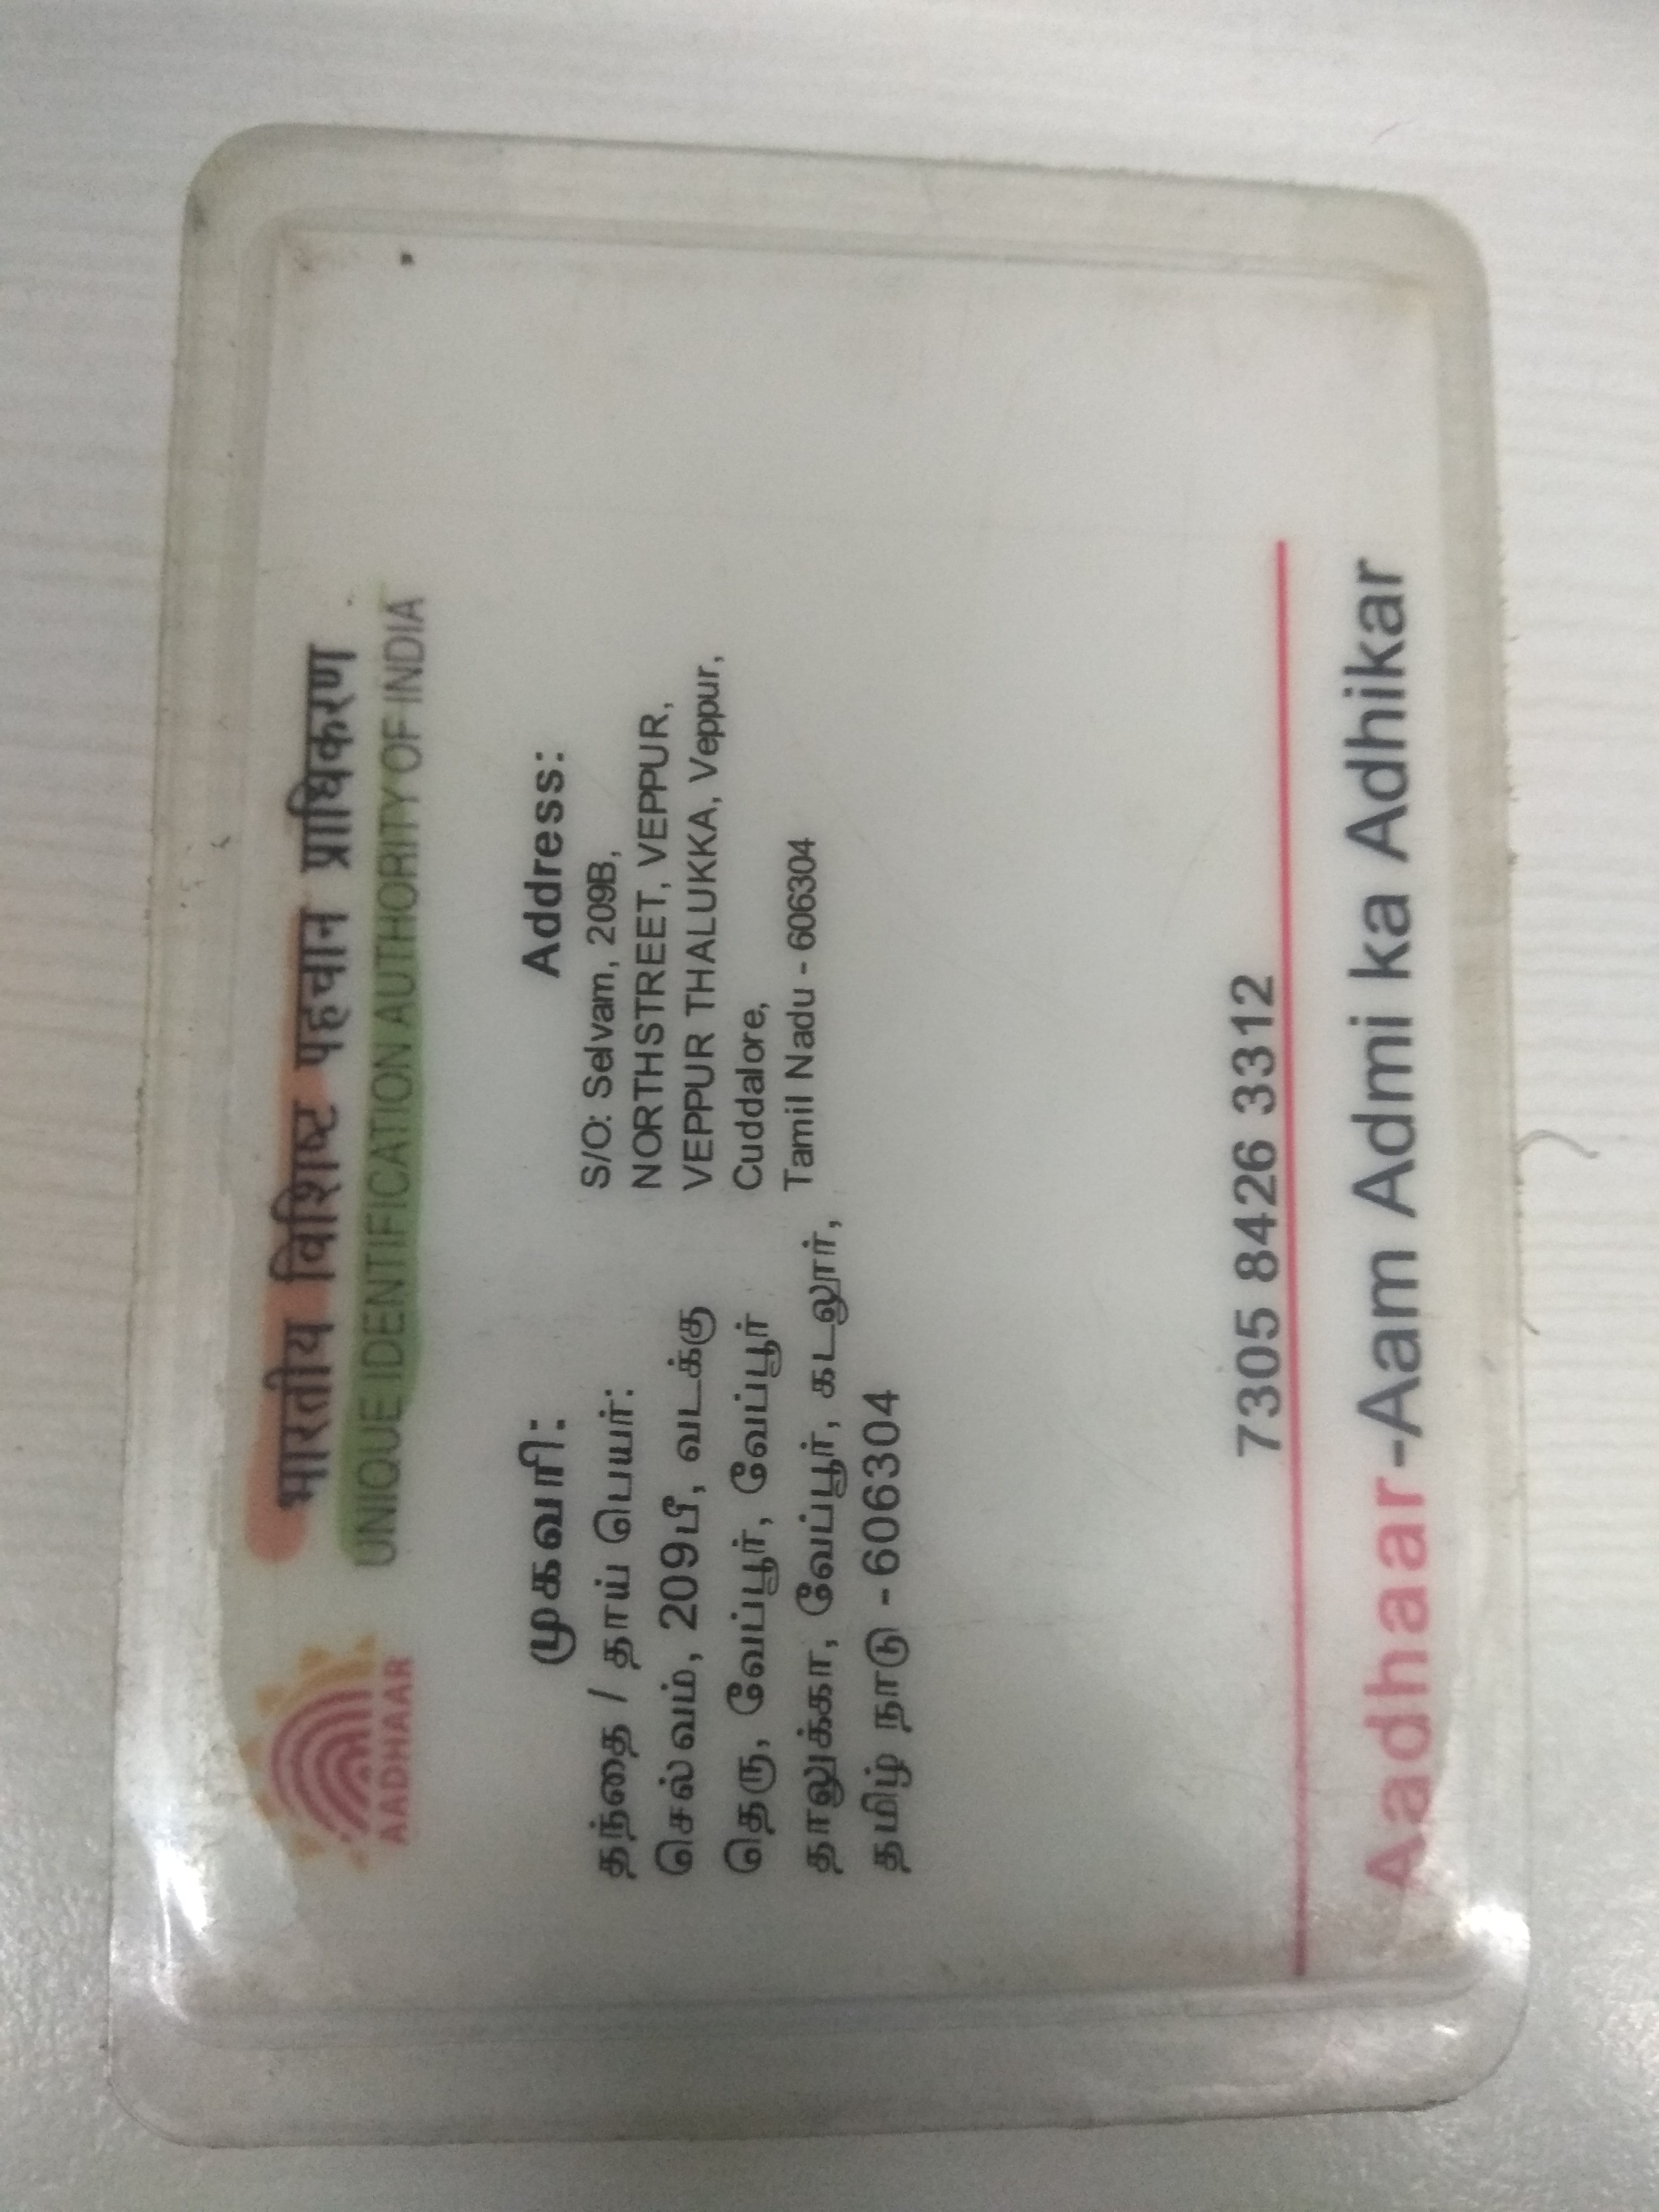 भारतीय विशिष्ट पहचान प्राधिकरण
UNIQUE IDENTIFICATION AUTHORITY OF INDIA
AADHAAR
முகவரி:
தந்தை / தாய் பெயர்:
செல்வம், 209பீ, வடக்கு
தெரு, வேப்பூர், வேப்பூர்
தாலுக்கா, வேப்பூர், கடலூர்,
தமிழ் நாடு - 606304
Address:
S/O: Selvam, 209B,
NORTHSTREET, VEPPUR,
VEPPUR THALUKKA, Veppur,
Cuddalore,
Tamil Nadu - 606304
7305 8426 3312
Aadhaar-Aam Admi ka Adhikar